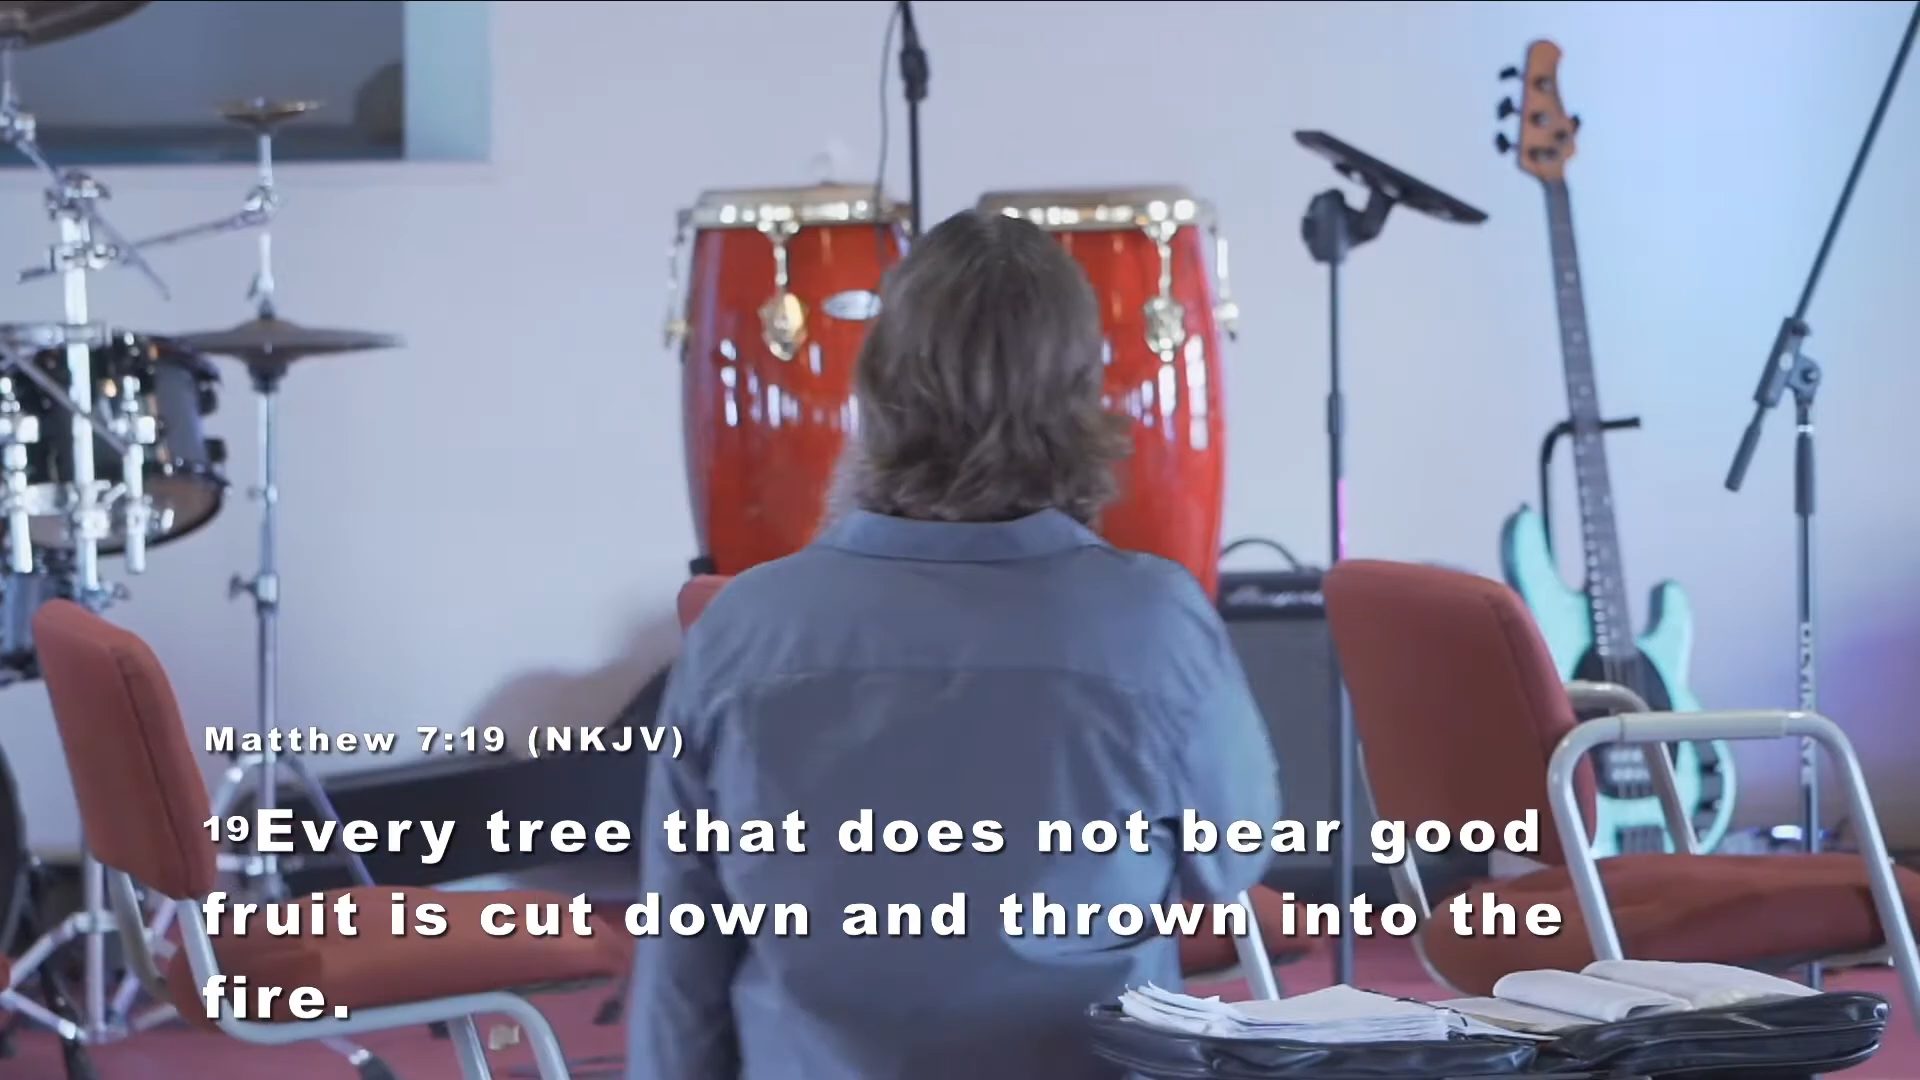 Matthew 7:19 (NKJV)
19Every tree that does not bear good
fruit is cut down and thrown into the
fire.